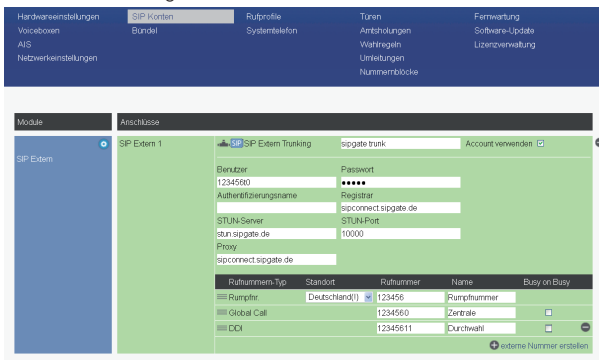 Hardwareeinstellungen SIP Konten Rufprofile Türen Fernwartung
Voiceboxen Bündel Systemtelefon Amtsholungen Software-Update
AIS Wahlregeln Lizenzverwaltung
Netzwerkeinstellungen Umleitungen
Nummernblöcke
Module Anschlüsse
SIP Extern
SIP Extern 1 SIP SIP Extern Trunking sipgate trunk Account verwenden
Benutzer Passwort
123456t0 •••••
Authentifizierungsname Registrar
sipconnect.sipgate.de
STUN-Server STUN-Port
stun.sipgate.de 10000
Proxy
sipconnect.sipgate.de
Rufnummern-Typ Standort Rufnummer Name Busy on Busy
Rumpfnr. Deutschland(!) 123456 Rumpfnummer
Global Call 1234560 Zentrale
DDI 12345611 Durchwahl
externe Nummer erstellen